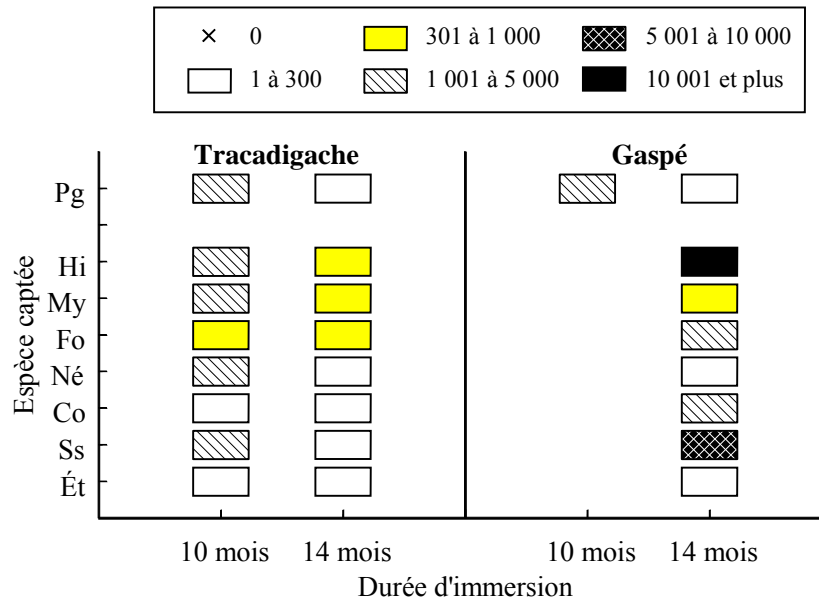 × 0 301 à 1 000 5 001 à 10 000
1 à 300 1 001 à 5 000 10 001 et plus
Tracadigache Gaspé
Espèce captée
Pg
Hi
My
Fo
Né
Co
Ss
Ét
10 mois 14 mois 10 mois 14 mois
Durée d'immersion